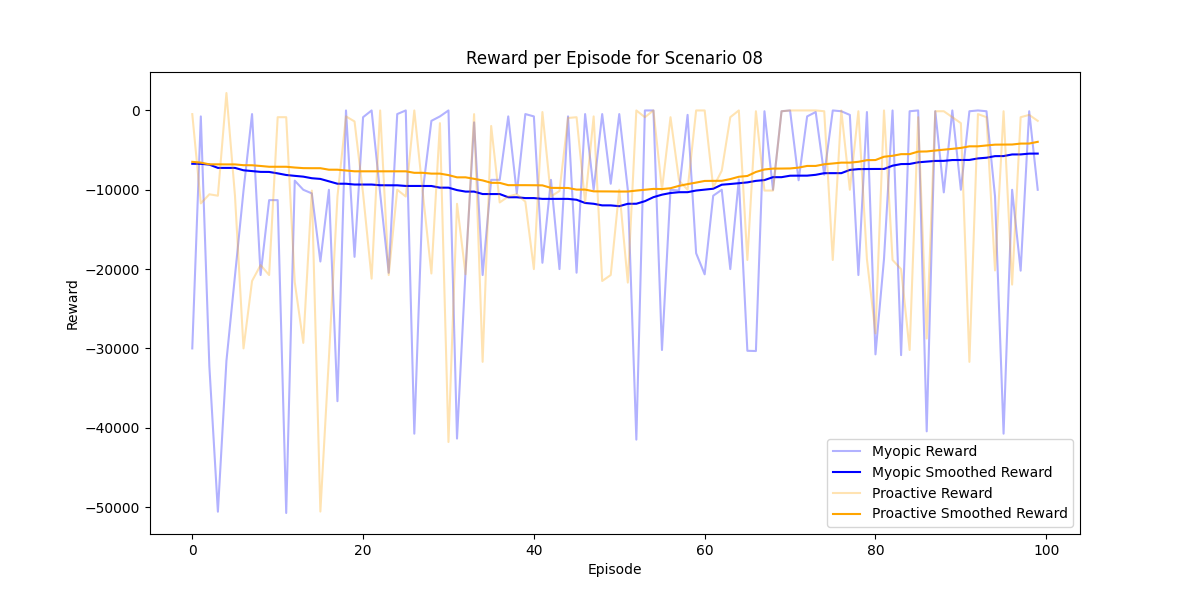 Reward per Episode for Scenario 08
Reward
0
−10000
−20000
−30000
−40000
−50000
0 20 40 60 80 100
Episode
Myopic Reward
Myopic Smoothed Reward
Proactive Reward
Proactive Smoothed Reward